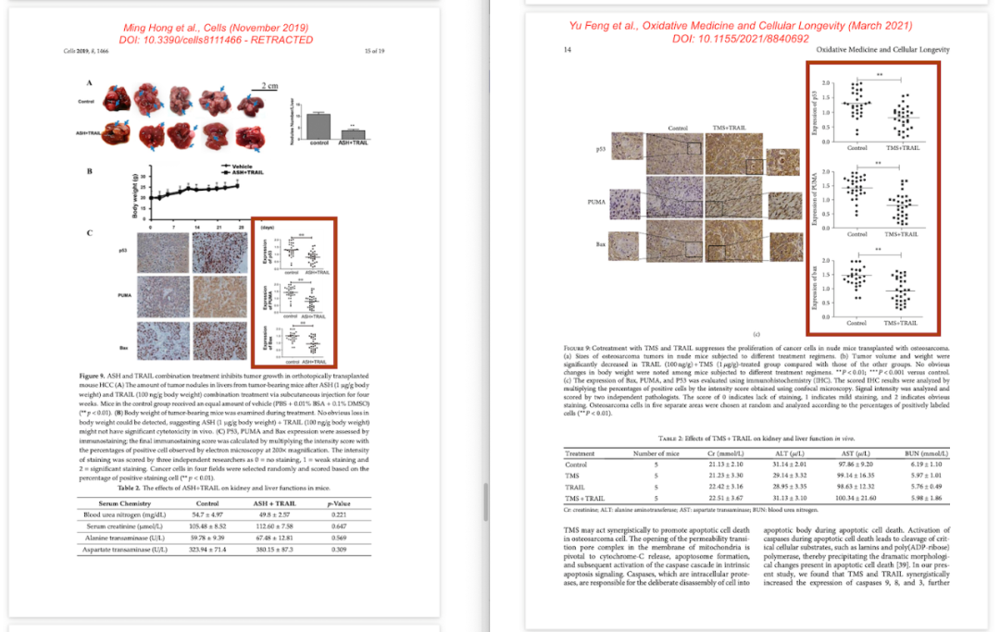 Ming Hong et al., Cells (November 2019)
DOI: 10.3390/cells8111466 - RETRACTED
Cells 2019, 8, 1466
15 of 19
A
2 cm
Control
ASH+TRAIL
Nodules Number/Liver
control ASH+TRAIL
**
B
Vehicle
ASH+TRAIL
Body weight (g)
0 7 14 21 28 (days)
C
p53
PUMA
Bax
Expression of p53
**
control ASH+TRAIL
Expression of PUMA
**
control ASH+TRAIL
Expression of Bax
**
control ASH+TRAIL
Figure 9. ASH and TRAIL combination treatment inhibits tumor growth in orthotopically transplanted
mouse HCC (A) The amount of tumor nodules in livers from tumor-bearing mice after ASH (1 μg/g body
weight) and TRAIL (100 ng/g body weight) combination treatment via subcutaneous injection for four
weeks. Mice in the control group received an equal amount of vehicle (PBS + 0.01% BSA + 0.1% DMSO)
(** p < 0.01). (B) Body weight of tumor-bearing mice was examined during treatment. No obvious loss in
body weight could be detected, suggesting ASH (1 μg/g body weight) + TRAIL (100 ng/g body weight)
might not have significant cytotoxicity in vivo. (C) P53, PUMA and Bax expression were assessed by
immunostaining; the final immunostaining score was calculated by multiplying the intensity score with
the percentages of positive cell observed by electron microscopy at 200× magnification. The intensity
of staining was scored by three independent researchers as 0 = no staining, 1 = weak staining and
2 = significant staining. Cancer cells in four fields were selected randomly and scored based on the
percentage of positive staining cell (** p < 0.01).
Table 2. The effects of ASH+TRAIL on kidney and liver functions in mice.
Serum Chemistry Control ASH + TRAIL p-Value
Blood urea nitrogen (mg/dL) 54.7 ± 4.97 49.8 ± 2.57 0.221
Serum creatinine (μmol/L) 105.48 ± 8.52 112.60 ± 7.58 0.647
Alanine transaminase (U/L) 59.78 ± 9.39 67.48 ± 12.81 0.569
Aspartate transaminase (U/L) 323.94 ± 71.4 380.15 ± 87.3 0.309
Yu Feng et al., Oxidative Medicine and Cellular Longevity (March 2021)
DOI: 10.1155/2021/8840692
14
Oxidative Medicine and Cellular Longevity
Control TMS+TRAIL
p53
PUMA
Bax
Expression of p53
2.0
1.5
1.0
0.5
0.0
**
Control TMS+TRAIL
Expression of PUMA
2.0
1.5
1.0
0.5
0.0
**
Control TMS+TRAIL
Expression of bax
2.0
1.5
1.0
0.5
0.0
**
Control TMS+TRAIL
(c)
Figure 9: Cotreatment with TMS and TRAIL suppresses the proliferation of cancer cells in nude mice transplanted with osteosarcoma.
(a) Sizes of osteosarcoma tumors in nude mice subjected to different treatment regimens. (b) Tumor volume and weight were
significantly decreased in TRAIL (100 ng/g) + TMS (1 μg/g)-treated group compared with those of the other groups. No obvious
changes in body weight were noted among mice subjected to different treatment regimens. **P < 0.01; ***P < 0.001 versus control.
(c) The expression of Bax, PUMA, and P53 was evaluated using immunohistochemistry (IHC). The scored IHC results were analyzed by
multiplying the percentages of positive cells by the intensity score obtained using confocal microscopy. Signal intensity was analyzed and
scored by two independent pathologists. The score of 0 indicates lack of staining, 1 indicates mild staining, and 2 indicates obvious
staining. Osteosarcoma cells in five separate areas were chosen at random and analyzed according to the percentages of positively labeled
cells (**P < 0.01).
Table 2: Effects of TMS + TRAIL on kidney and liver function in vivo.
Treatment Number of mice Cr (mmol/L) ALT (μ/L) AST (μ/L) BUN (mmol/L)
Control 5 21.13 ± 2.10 31.14 ± 2.01 97.86 ± 9.20 6.19 ± 1.10
TMS 5 21.23 ± 3.30 29.14 ± 3.32 99.14 ± 16.35 5.97 ± 1.01
TRAIL 5 22.42 ± 3.16 28.95 ± 3.35 98.63 ± 12.32 5.76 ± 0.49
TMS + TRAIL 5 22.51 ± 3.67 31.13 ± 3.10 100.34 ± 21.60 5.98 ± 1.86
Cr: creatinine; ALT: alanine aminotransferase; AST: aspartate transaminase; BUN: blood urea nitrogen.
TMS may act synergistically to promote apoptotic cell death
in osteosarcoma cell. The opening of the permeability transi-
tion pore complex in the membrane of mitochondria is
pivotal to cytochrome-C release, apoptosome formation,
and subsequent activation of the caspase cascade in intrinsic
apoptosis signaling. Caspases, which are intracellular prote-
ases, are responsible for the deliberate disassembly of cell into
apoptotic body during apoptotic cell death. Activation of
caspases during apoptotic cell death leads to cleavage of crit-
ical cellular substrates, such as lamins and poly(ADP-ribose)
polymerase, thereby precipitating the dramatic morphologi-
cal changes present in apoptotic cell death [39]. In our pres-
ent study, we found that TMS and TRAIL synergistically
increased the expression of caspases 9, 8, and 3, further